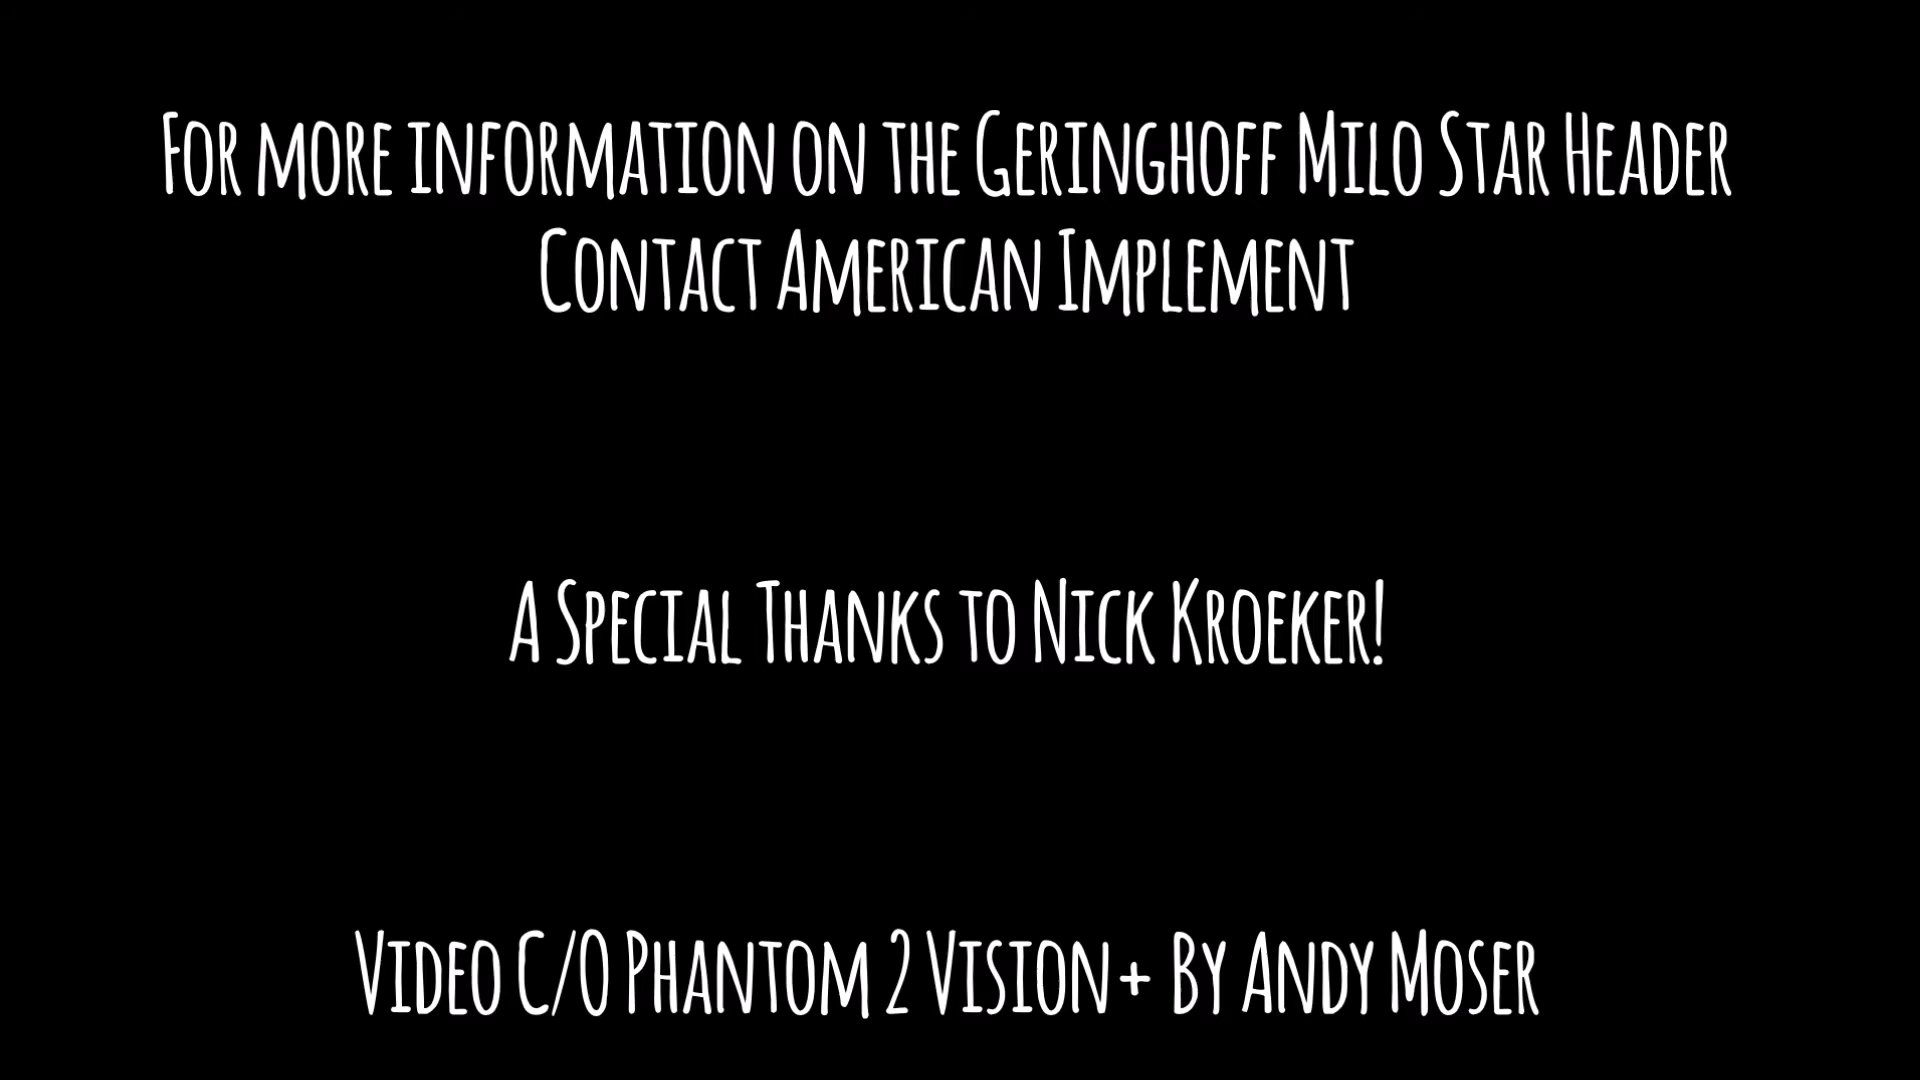 For more information on the Geringhoff Milo Star Header
Contact American Implement
A Special Thanks to Nick Kroeker!
Video C/O Phantom 2 Vision+ By Andy Moser